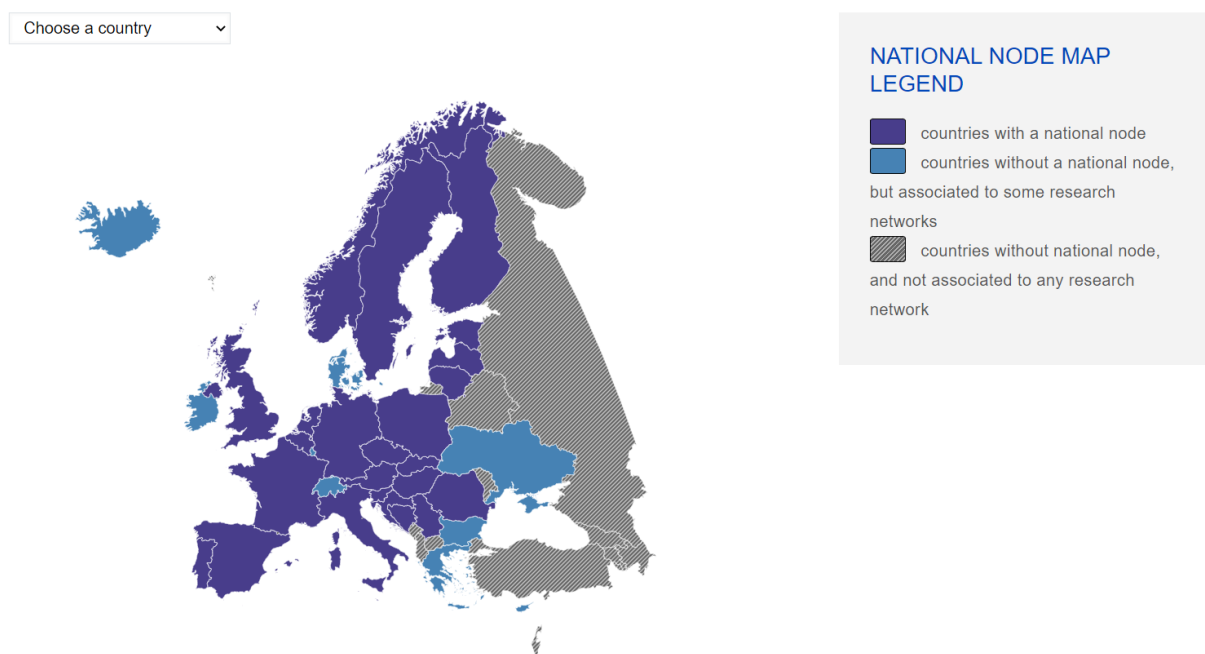 Choose a country
NATIONAL NODE MAP
LEGEND
countries with a national node
countries without a national node,
but associated to some research
networks
countries without national node,
and not associated to any research
network